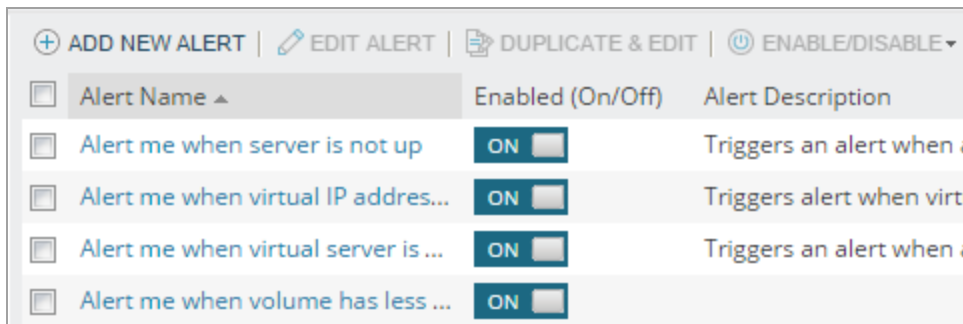 ADD NEW ALERT | EDIT ALERT | DUPLICATE & EDIT | ENABLE/DISABLE
Alert Name Enabled (On/Off) Alert Description
Alert me when server is not up ON Triggers an alert when a
Alert me when virtual IP addres... ON Triggers alert when virt
Alert me when virtual server is ... ON Triggers an alert when a
Alert me when volume has less ... ON